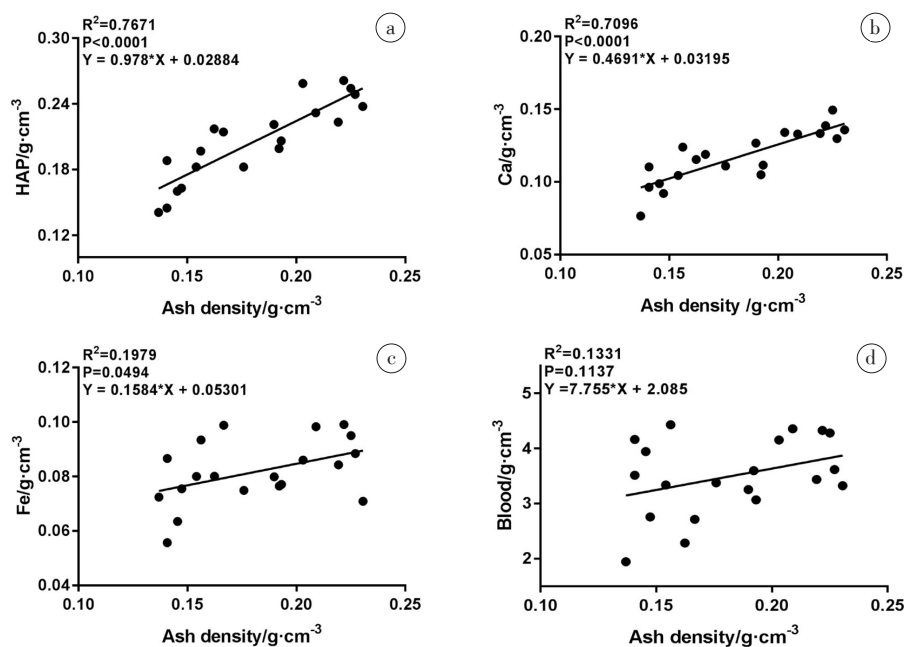 R²=0.7671
P<0.0001
Y = 0.978*X + 0.02884
a
HAP/g·cm⁻³
0.30
0.24
0.18
0.12
0.10 0.15 0.20 0.25
Ash density/g·cm⁻³
R²=0.7096
P<0.0001
Y = 0.4691*X + 0.03195
b
Ca/g·cm⁻³
0.20
0.15
0.10
0.05
0.10 0.15 0.20 0.25
Ash density /g·cm⁻³
R²=0.1979
P=0.0494
Y = 0.1584*X + 0.05301
c
Fe/g·cm⁻³
0.12
0.10
0.08
0.06
0.04
0.10 0.15 0.20 0.25
Ash density/g·cm⁻³
R²=0.1331
P=0.1137
Y =7.755*X + 2.085
d
Blood/g·cm⁻³
5
4
3
2
0.10 0.15 0.20 0.25
Ash density/g·cm⁻³